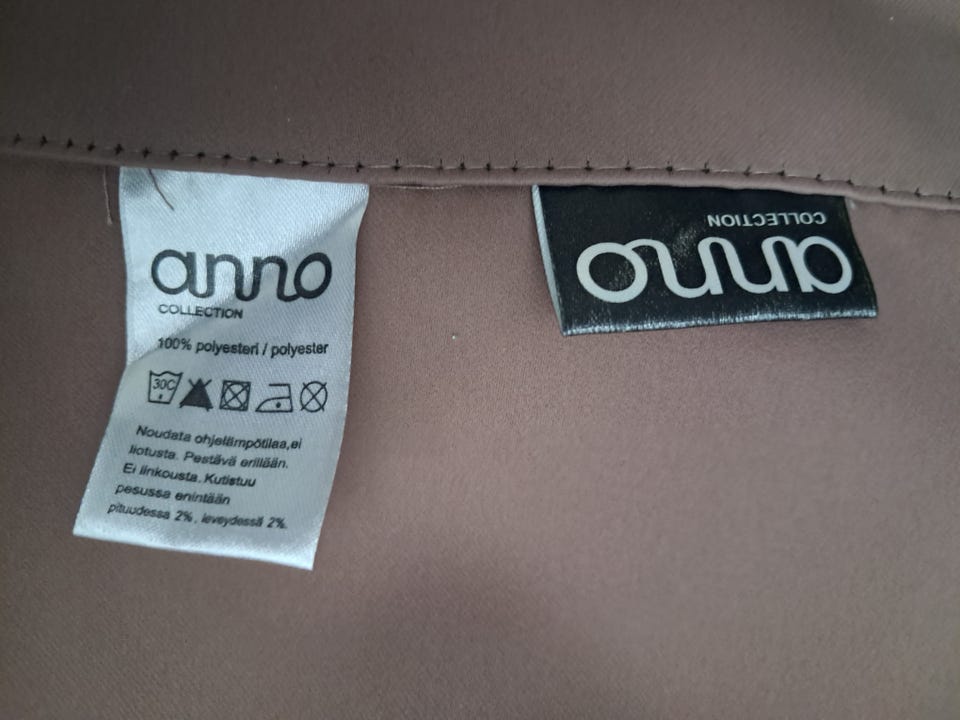 anno
COLLECTION
100% polyesteri / polyester
30C
Noudata ohjelämpötilaa,ei
liotusta. Pestävä erillään.
Ei linkousta. Kutistuu
pesussa enintään
pituudessa 2%, leveydessä 2%.
anno
COLLECTION